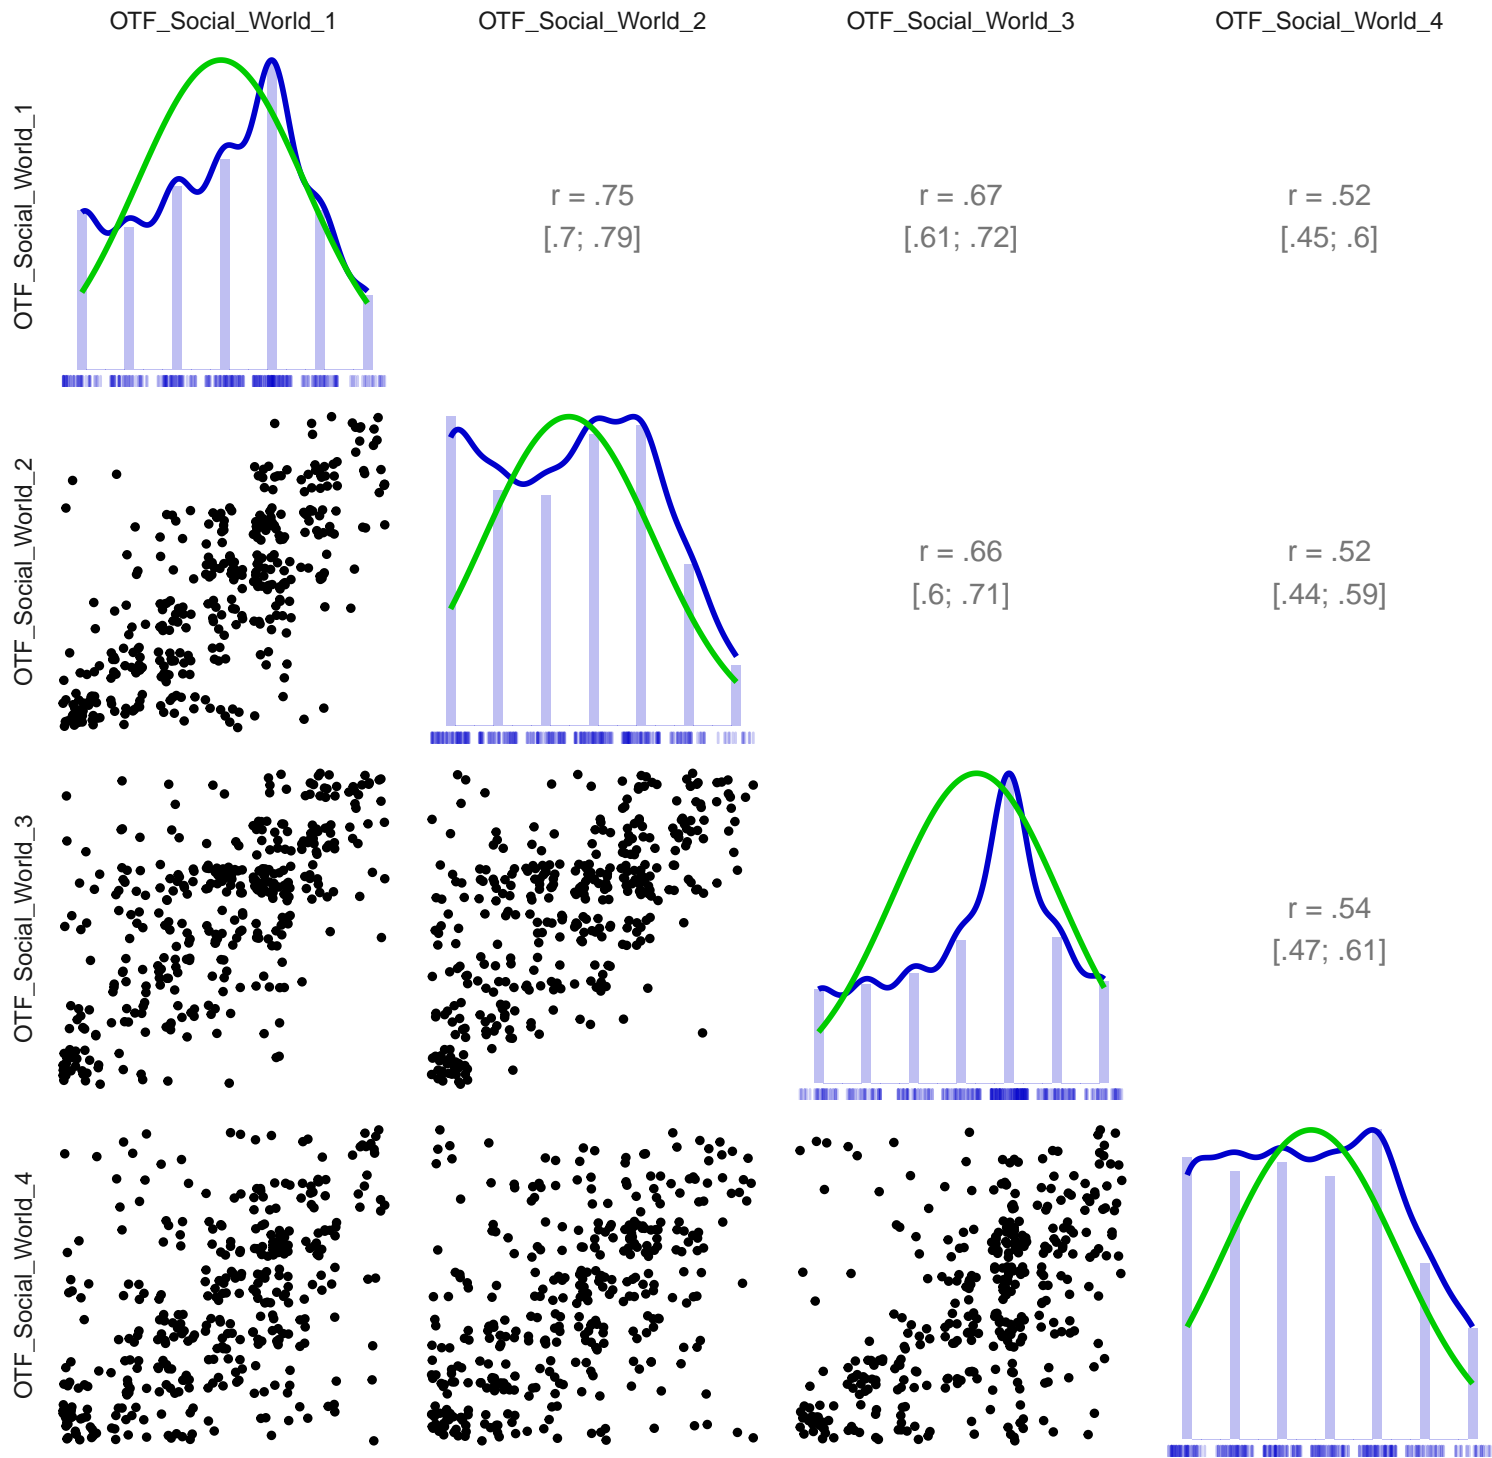 OTF_Social_World_1
OTF_Social_World_2
OTF_Social_World_3
OTF_Social_World_4
OTF_Social_World_1
r = .75
[.7; .79]
r = .67
[.61; .72]
r = .52
[.45; .6]
OTF_Social_World_2
r = .66
[.6; .71]
r = .52
[.44; .59]
OTF_Social_World_3
r = .54
[.47; .61]
OTF_Social_World_4